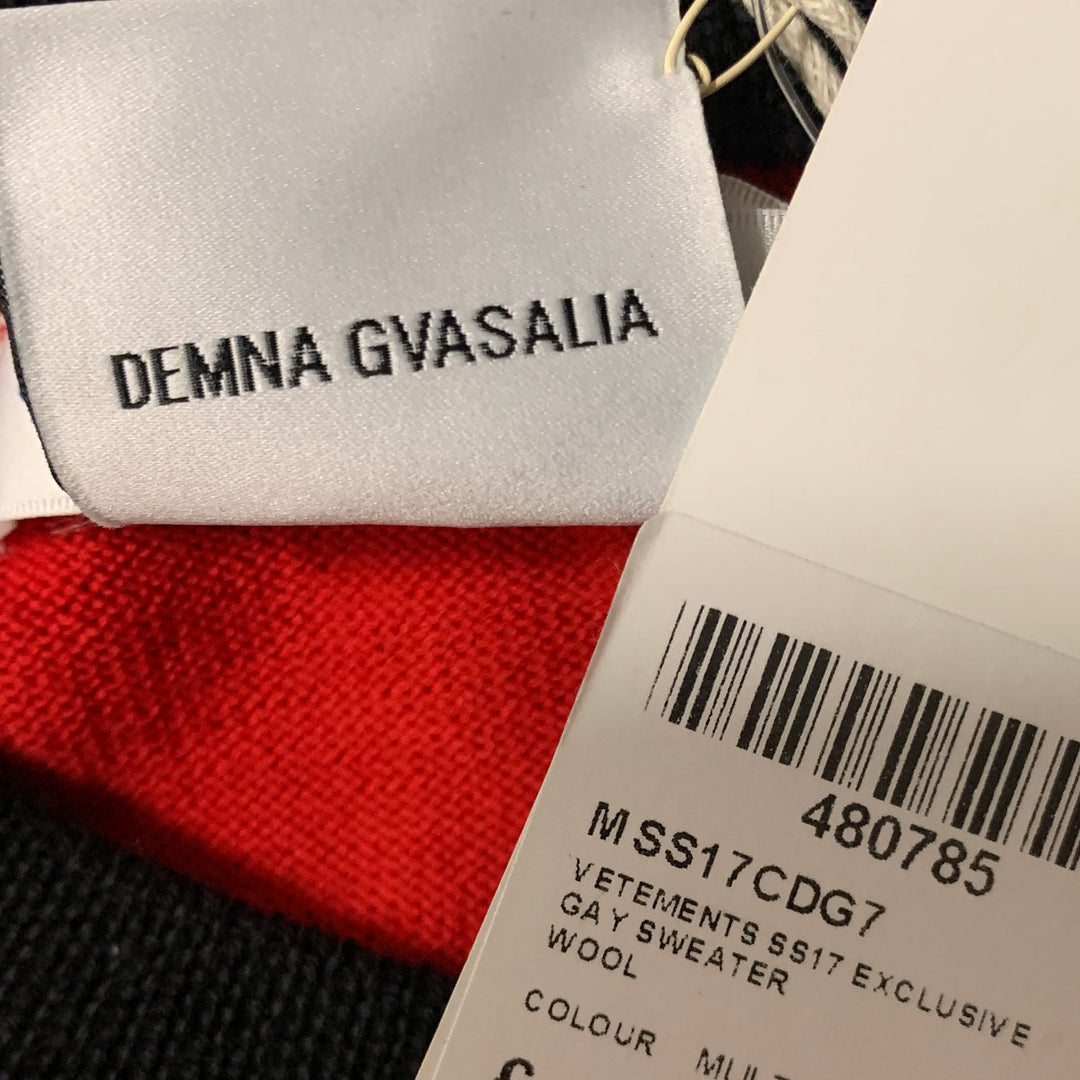 DEMNA GVASALIA
480785
MSS17CDG7
VETEMENTS SS17 EXCLUSIVE
GAY SWEATER
WOOL
COLOUR
£